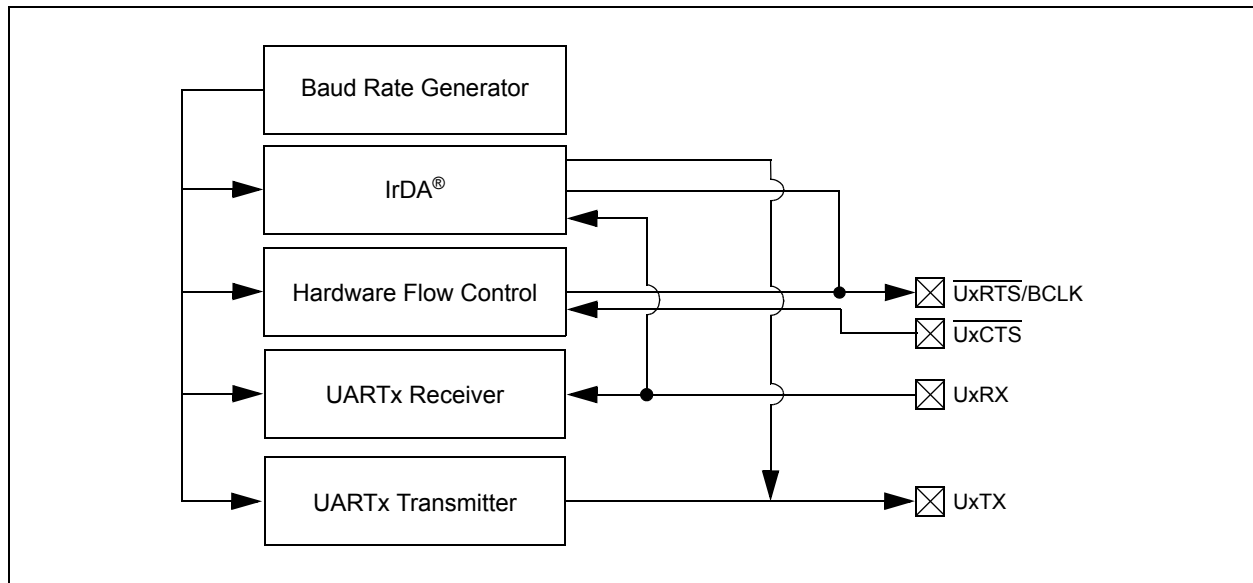 Baud Rate Generator
IrDA®
Hardware Flow Control
UxRTS/BCLK
UxCTS
UARTx Receiver
UxRX
UARTx Transmitter
UxTX